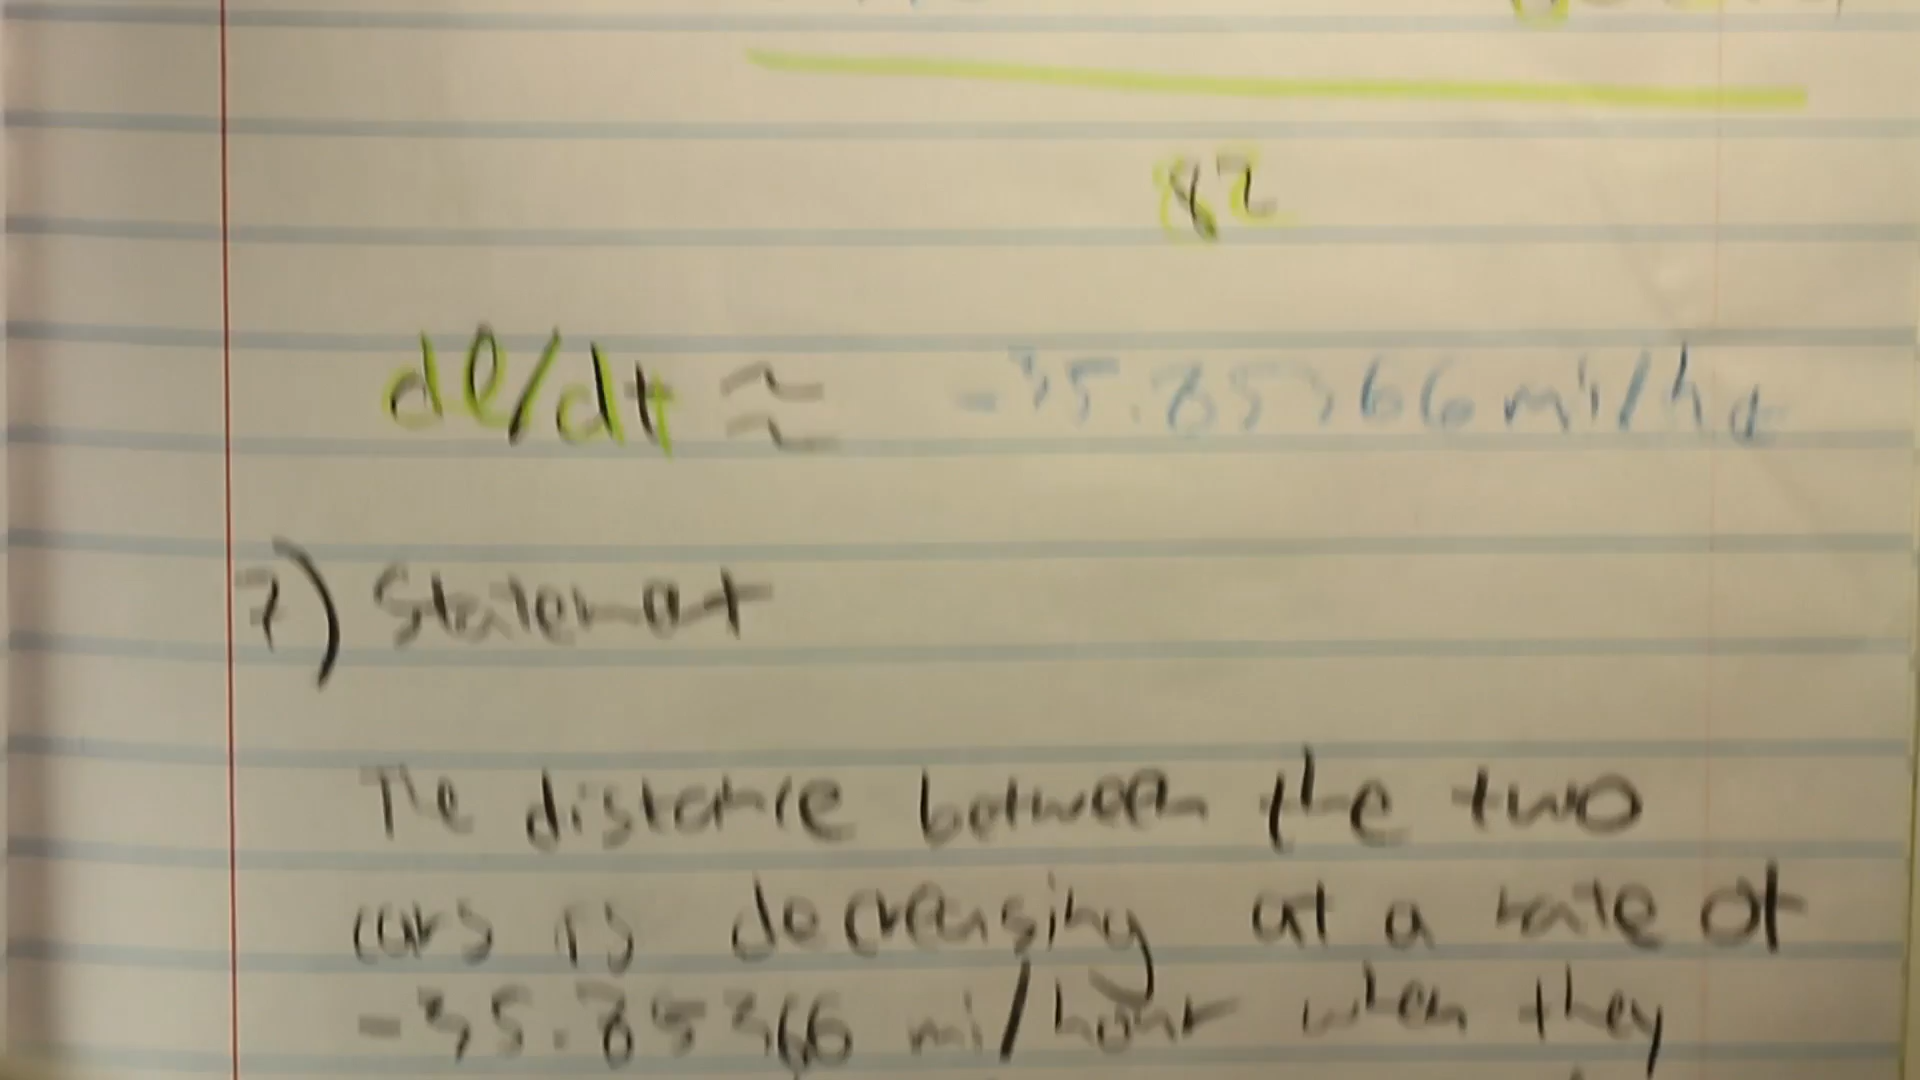 82
dl/dt ≈ -35.85366 mi/hr
7) Statement
The distance between the two
cars is decreasing at a rate of
-35.85366 mi/hour when they